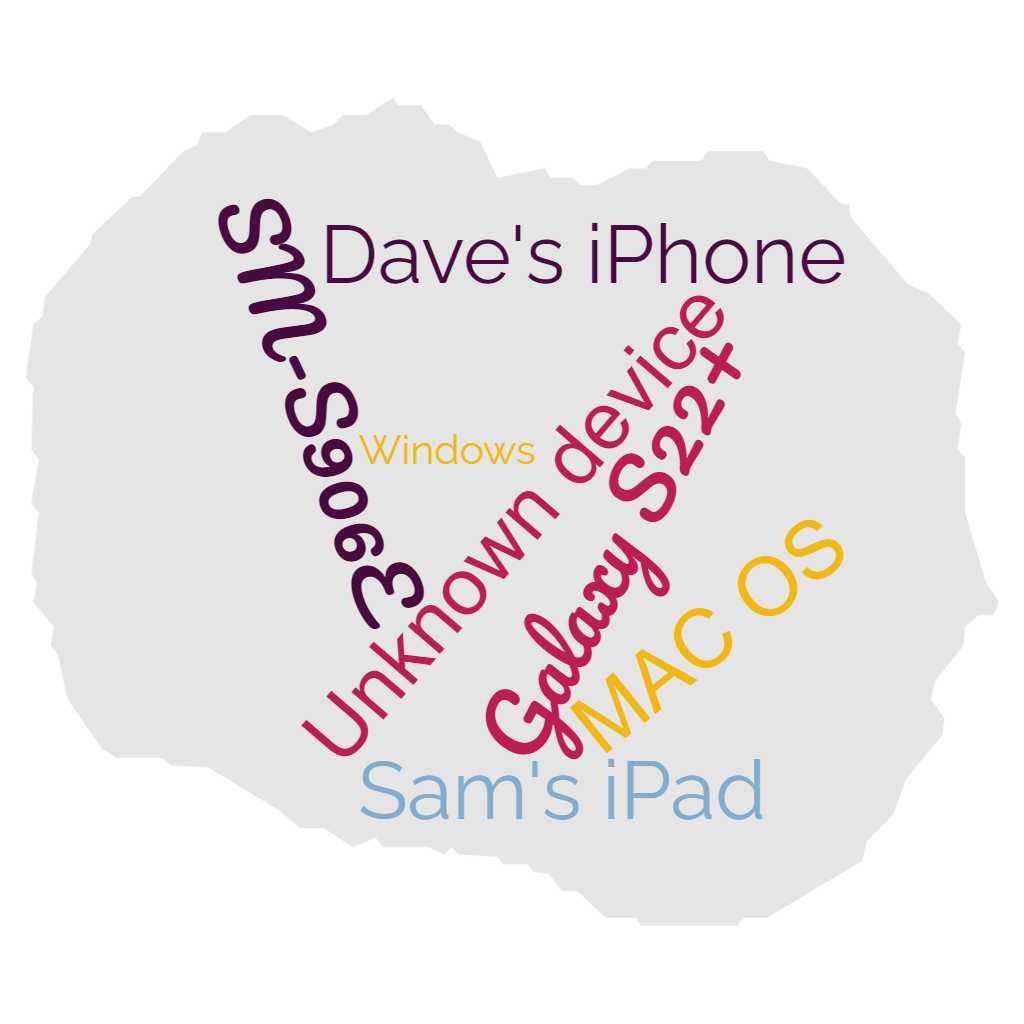 Dave's iPhone
SM-S906E
Windows
Unknown device
Galaxy S22+
MAC OS
Sam's iPad